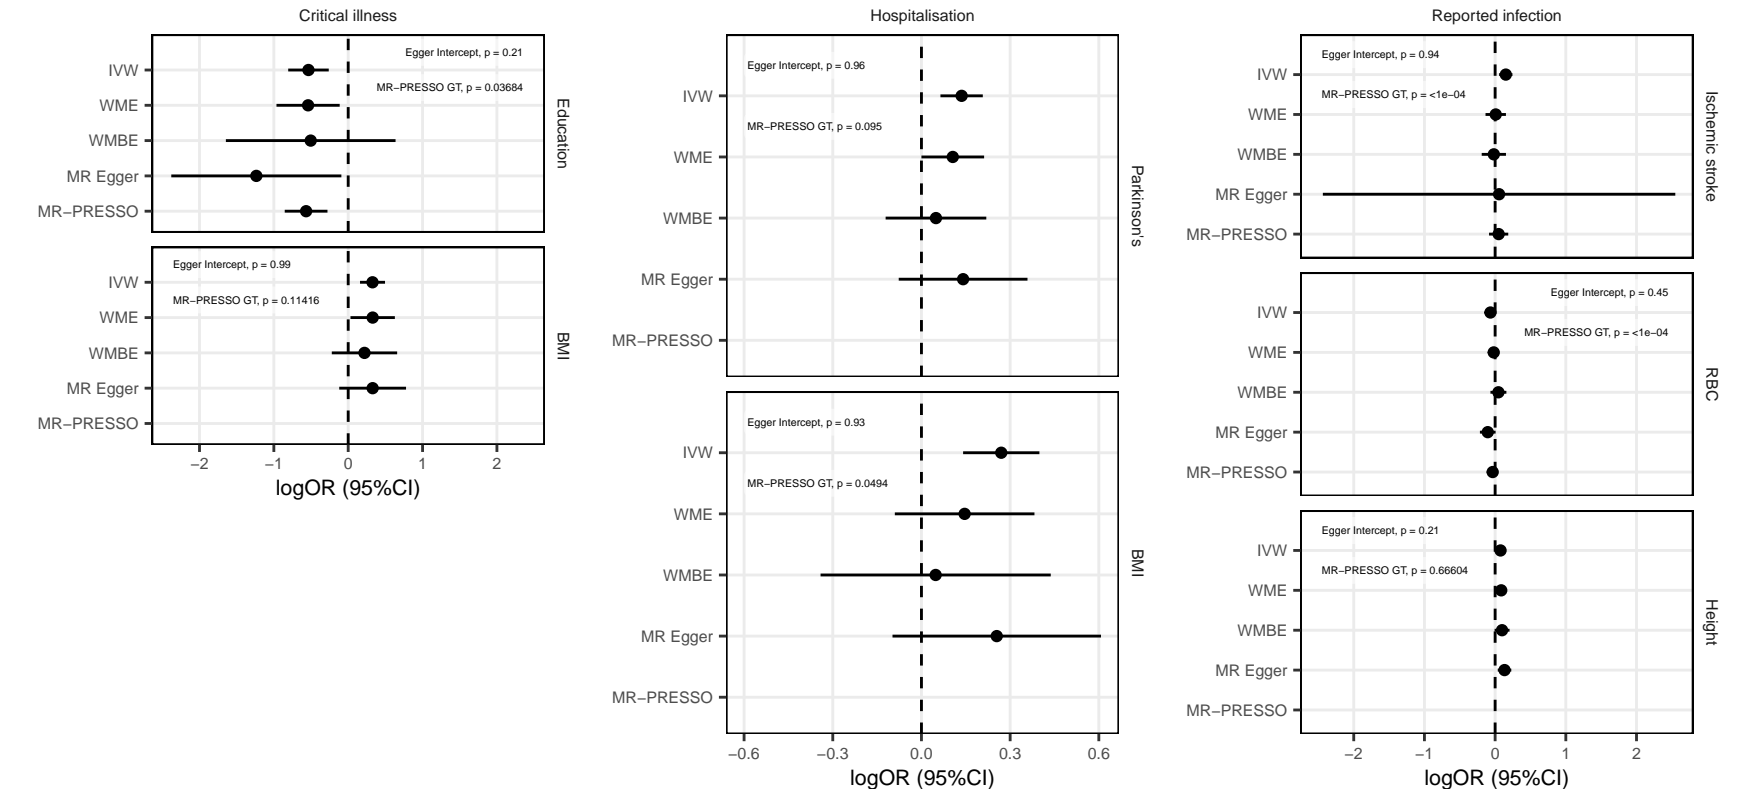 Critical illness
Egger Intercept, p = 0.21
IVW
MR−PRESSO GT, p = 0.03684
WME
WMBE
MR Egger
MR−PRESSO
Education
Egger Intercept, p = 0.99
IVW
MR−PRESSO GT, p = 0.11416
WME
WMBE
MR Egger
MR−PRESSO
BMI
−2 −1 0 1 2
logOR (95%CI)
Hospitalisation
Egger Intercept, p = 0.96
IVW
MR−PRESSO GT, p = 0.095
WME
WMBE
MR Egger
MR−PRESSO
Parkinson's
Egger Intercept, p = 0.93
IVW
MR−PRESSO GT, p = 0.0494
WME
WMBE
MR Egger
MR−PRESSO
BMI
−0.6 −0.3 0.0 0.3 0.6
logOR (95%CI)
Reported infection
Egger Intercept, p = 0.94
IVW
MR−PRESSO GT, p = <1e−04
WME
WMBE
MR Egger
MR−PRESSO
Ischemic stroke
Egger Intercept, p = 0.45
IVW
MR−PRESSO GT, p = <1e−04
WME
WMBE
MR Egger
MR−PRESSO
RBC
Egger Intercept, p = 0.21
IVW
MR−PRESSO GT, p = 0.66604
WME
WMBE
MR Egger
MR−PRESSO
Height
−2 −1 0 1 2
logOR (95%CI)